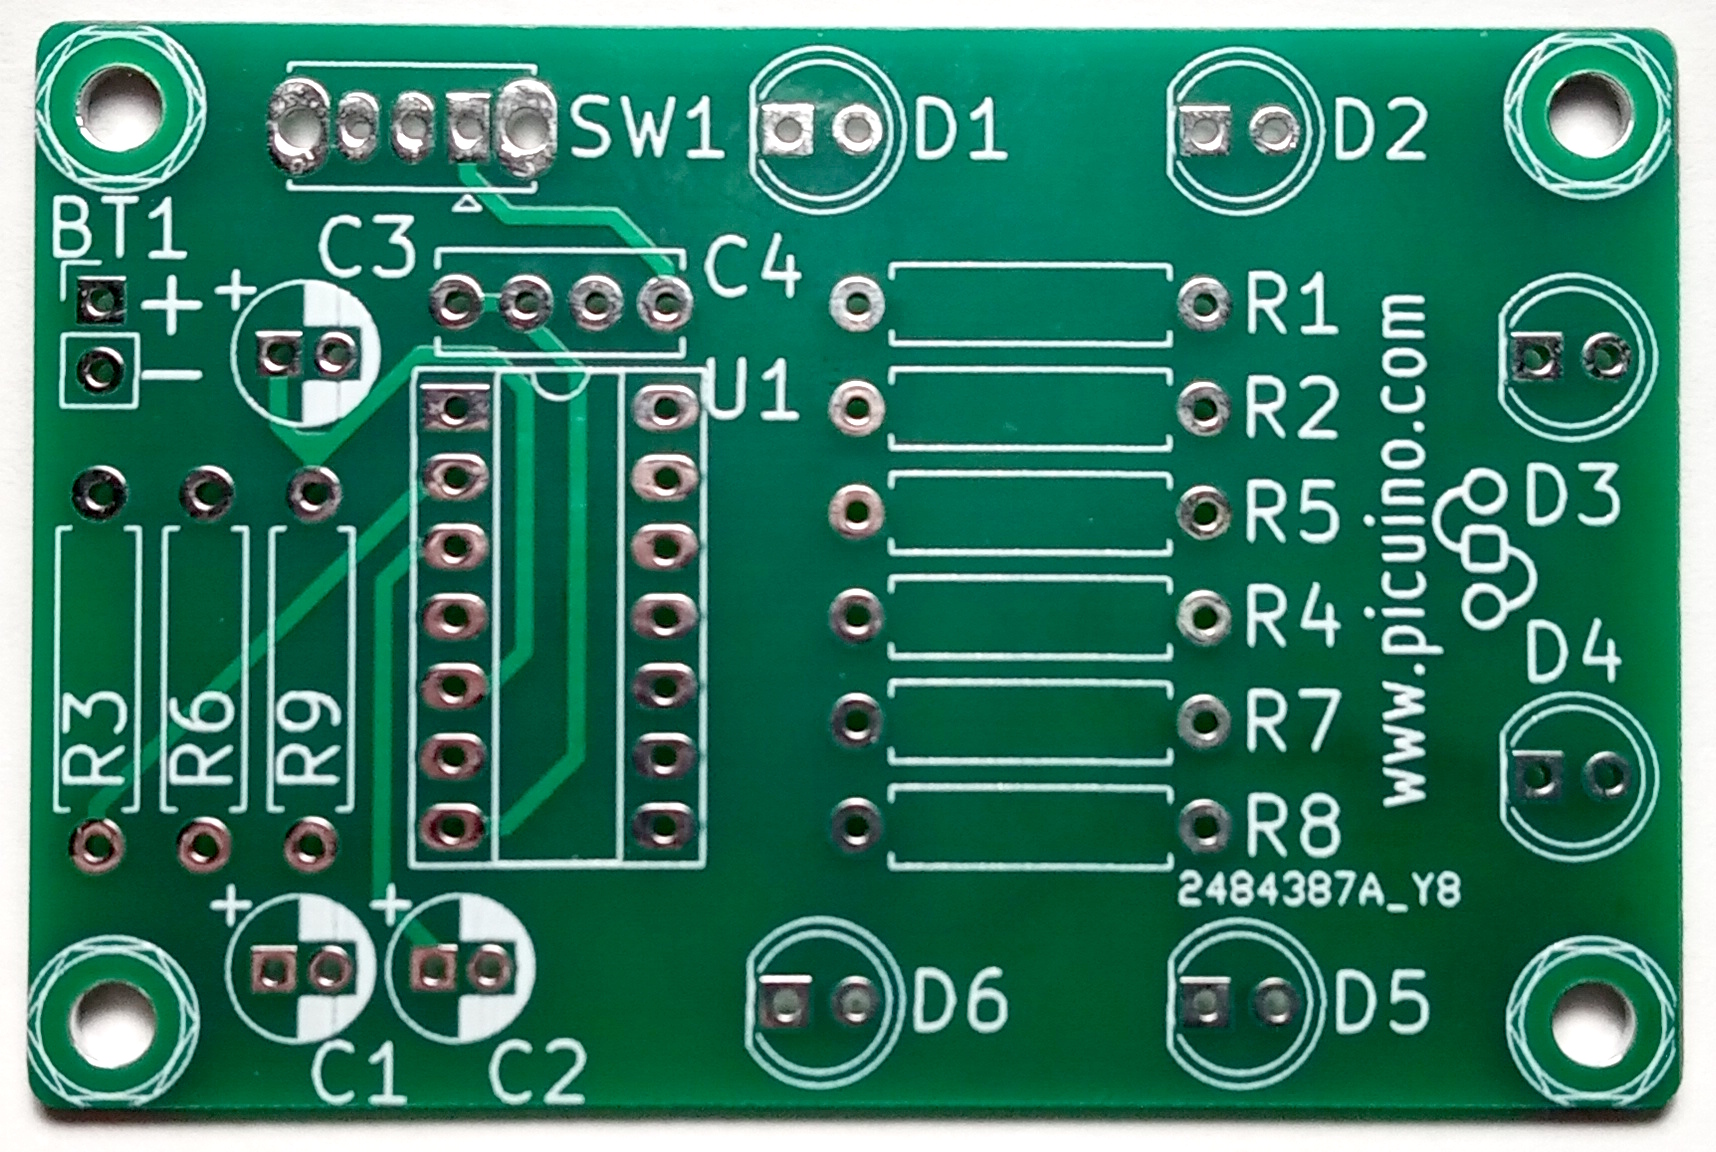 SW1
D1
D2
BT1
+
−
C3
C4
+
R1
U1
R2
D3
R5
R4
D4
R3
R6
R9
R7
R8
www.picuino.com
2484387A_Y8
+
+
D6
D5
C1
C2